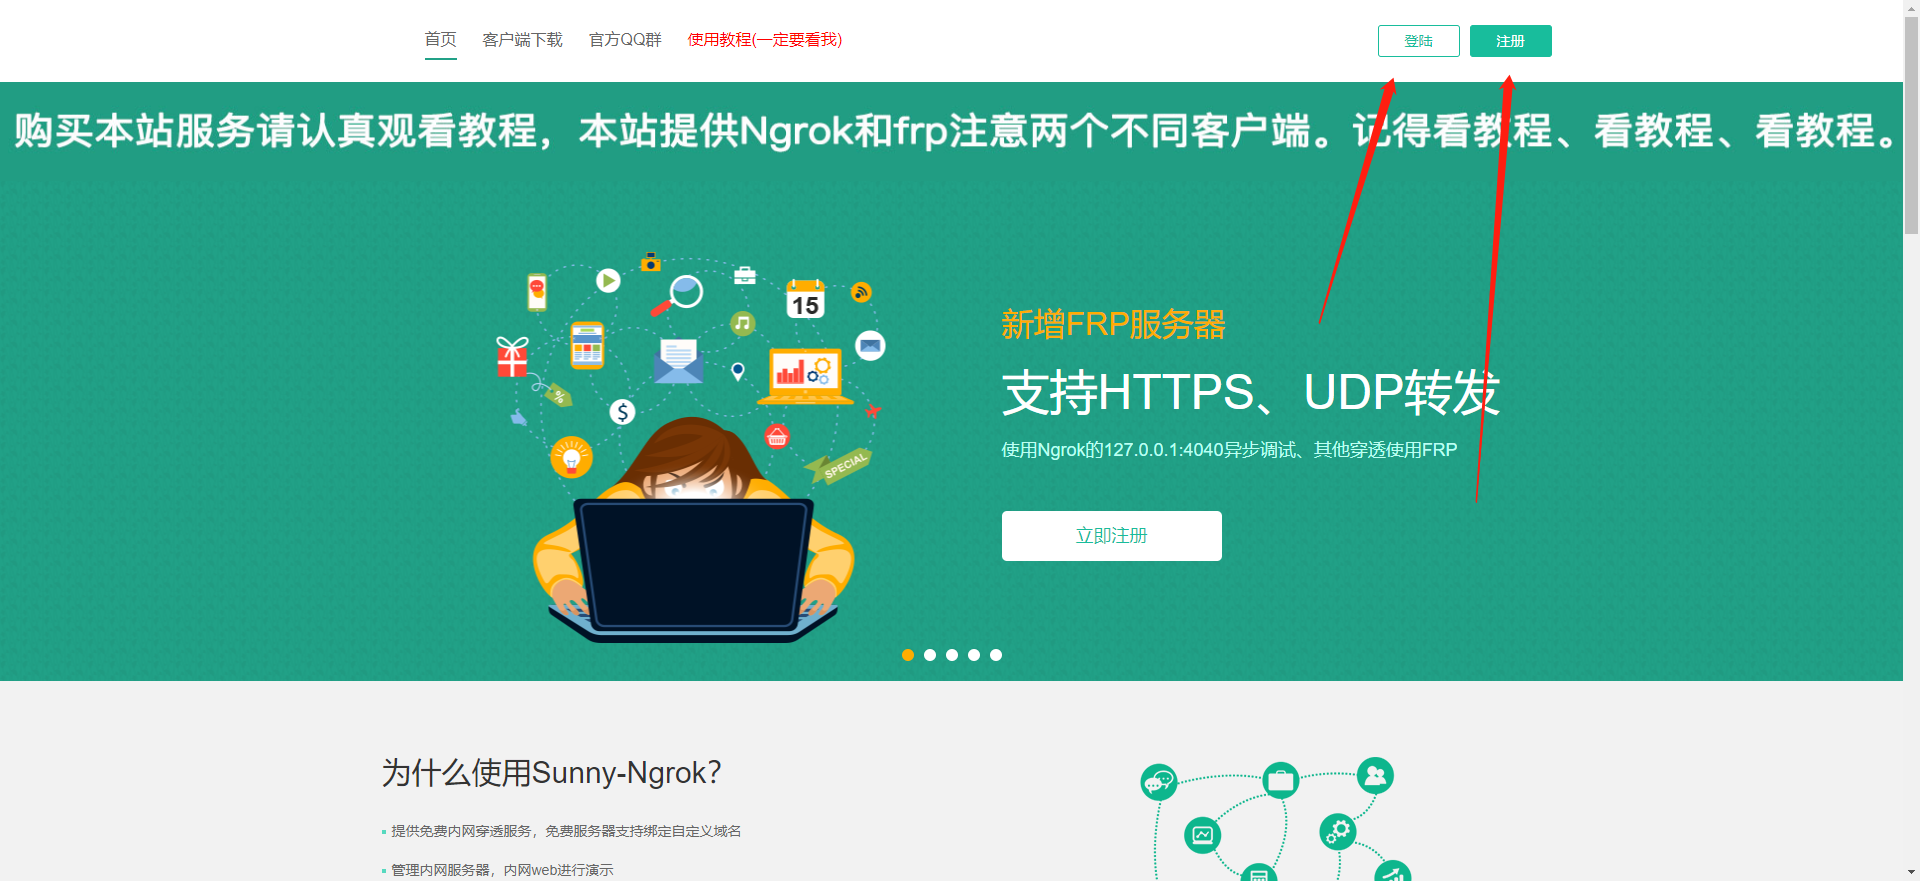 首页 客户端下载 官方QQ群 使用教程(一定要看我) 登陆 注册
购买本站服务请认真观看教程，本站提供Ngrok和frp注意两个不同客户端。记得看教程、看教程、看教程。
15
新增FRP服务器
支持HTTPS、UDP转发
%
$
SPECIAL
使用Ngrok的127.0.0.1:4040异步调试、其他穿透使用FRP
立即注册
为什么使用Sunny-Ngrok?
提供免费内网穿透服务，免费服务器支持绑定自定义域名
管理内网服务器，内网web进行演示